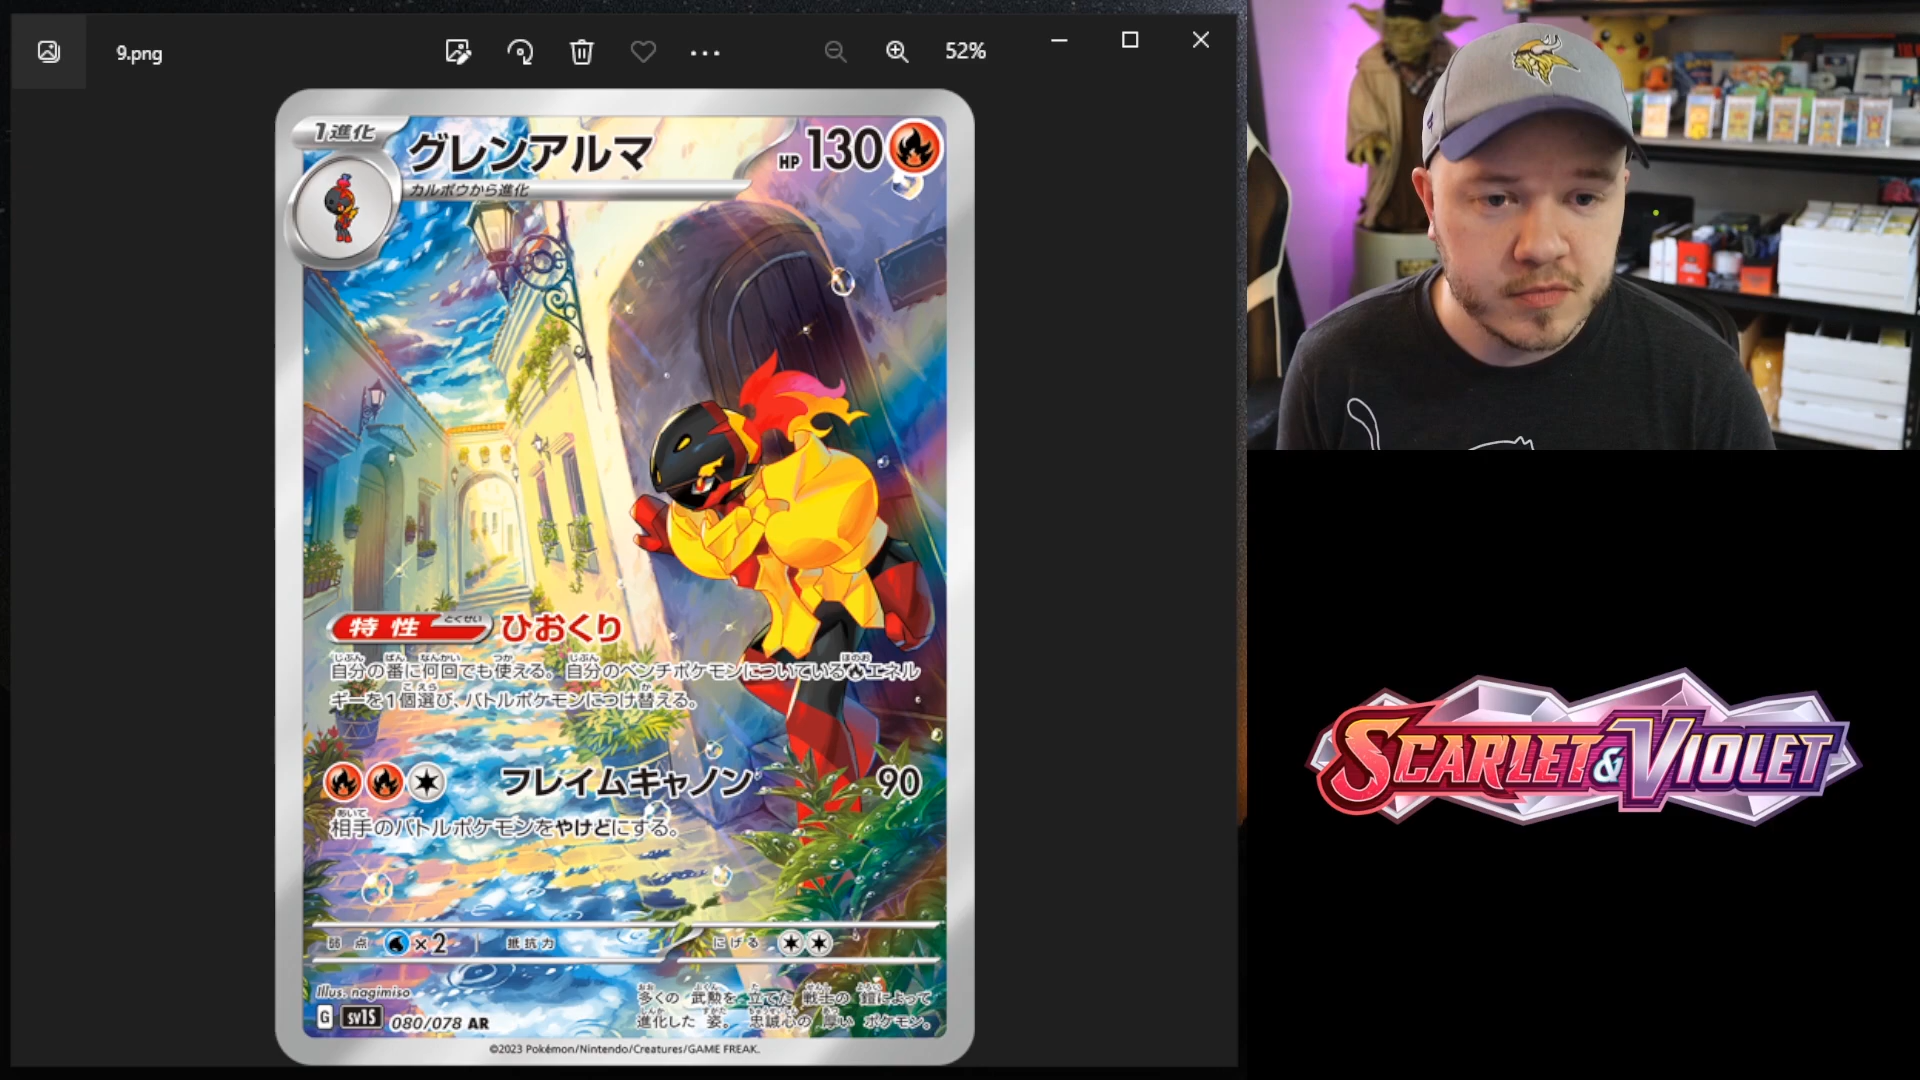 9.png
52%
1進化
グレンアルマ
HP 130
カルボウから進化
特性 とくせい ひおくり
自分の番に何回でも使える。自分のベンチポケモンについているエネル
ギーを1個選び、バトルポケモンにつけ替える。
フレイムキャノン 90
相手のバトルポケモンをやけどにする。
弱点 ×2 抵抗力 にげる
Illus. nagimiso
G sv1S 080/078 AR
多くの 武勲を 立てた 戦士の 鎧によって
進化した 姿。 忠誠心の 厚い ポケモン。
©2023 Pokémon/Nintendo/Creatures/GAME FREAK.
SCARLET & VIOLET